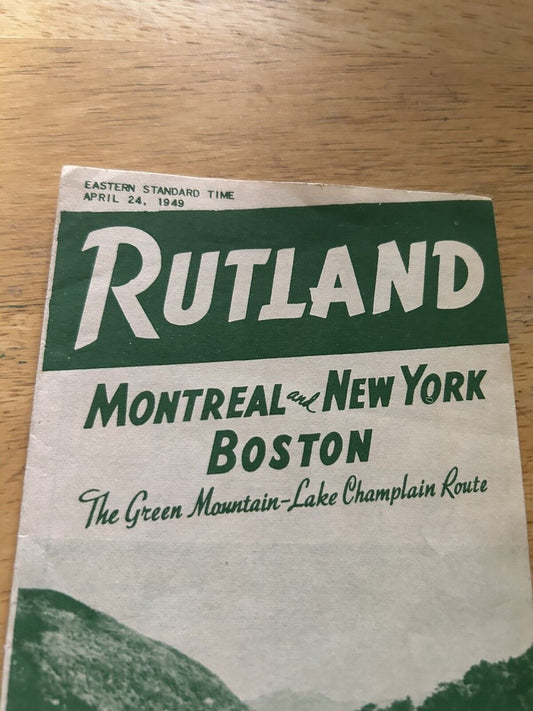 EASTERN STANDARD TIME
APRIL 24, 1949
RUTLAND
MONTREAL and NEW YORK
BOSTON
The Green Mountain-Lake Champlain Route